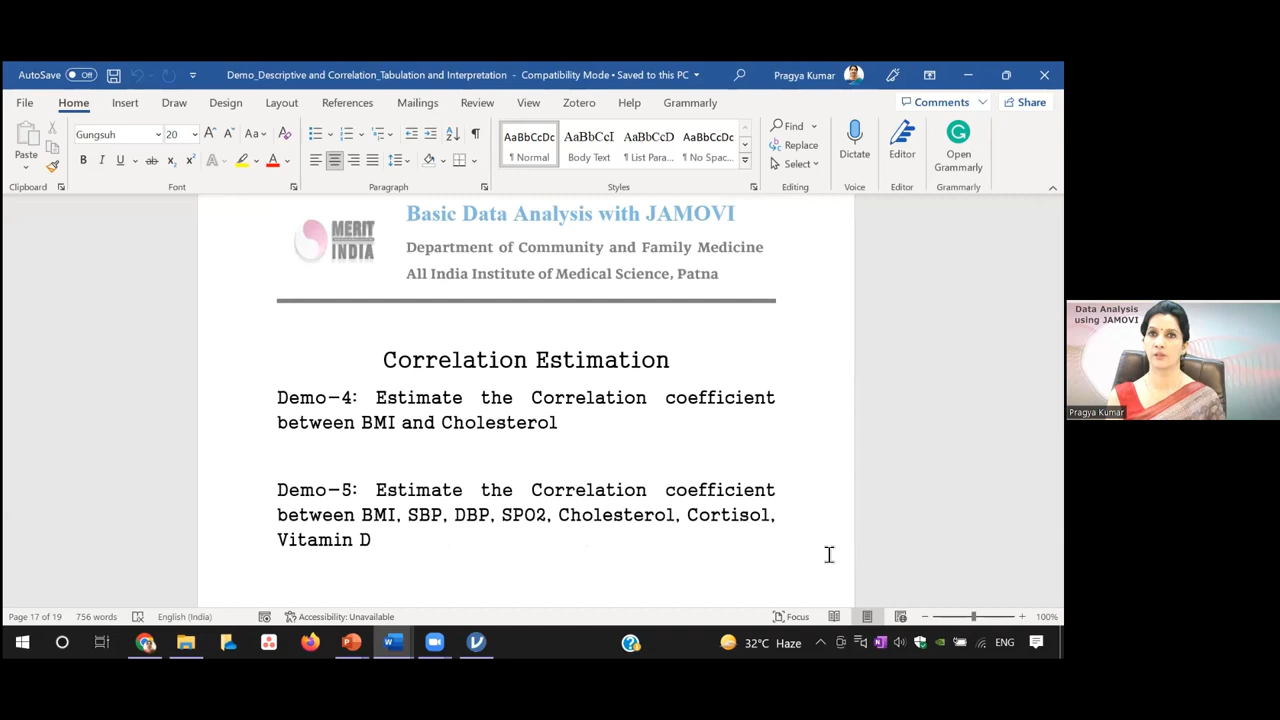 AutoSave Off Demo_Descriptive and Correlation_Tabulation and Interpretation - Compatibility Mode • Saved to this PC Pragya Kumar
File Home Insert Draw Design Layout References Mailings Review View Zotero Help Grammarly Comments Share
Gungsuh 20 A A Aa A AaBbCcDc AaBbCcI AaBbCcD AaBbCcDc Find
Paste B I U ab x₂ x² A A ¶ Normal Body Text ¶ List Para... ¶ No Spac... Replace Dictate Editor Open
Select Grammarly
Clipboard Font Paragraph Styles Editing Voice Editor Grammarly
MERIT
INDIA
Basic Data Analysis with JAMOVI
Department of Community and Family Medicine
All India Institute of Medical Science, Patna
Correlation Estimation
Demo-4: Estimate the Correlation coefficient
between BMI and Cholesterol
Demo-5: Estimate the Correlation coefficient
between BMI, SBP, DBP, SPO2, Cholesterol, Cortisol,
Vitamin D
Data Analysis
using JAMOVI
Pragya Kumar
Page 17 of 19 756 words English (India) Accessibility: Unavailable Focus 100%
32°C Haze ENG